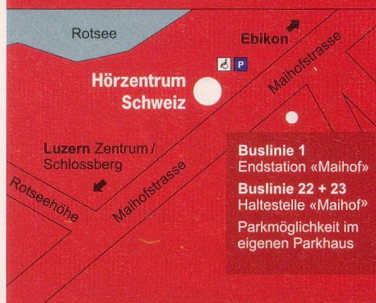 Rotsee
Ebikon
P
Maihofstrasse
Hörzentrum
Schweiz
Luzern Zentrum /
Schlossberg
Rotseehöhe
Maihofstrasse
Buslinie 1
Endstation «Maihof»
Buslinie 22 + 23
Haltestelle «Maihof»
Parkmöglichkeit im
eigenen Parkhaus